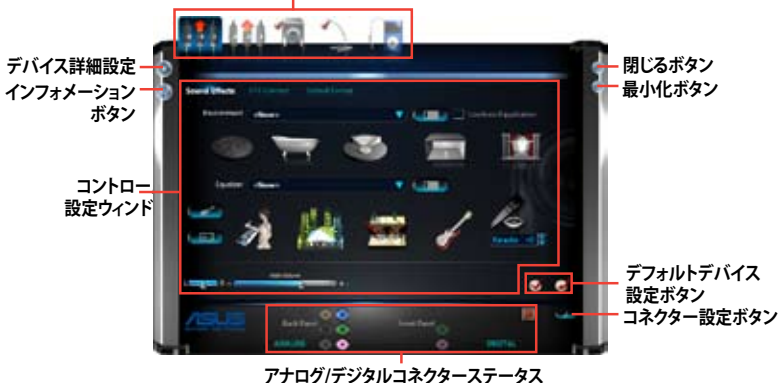 デバイス詳細設定
インフォメーション
ボタン
コントロー
設定ウィンド
閉じるボタン
最小化ボタン
Sound Effects
Environment
<None>
Equalizer
<None>
Karaoke
デフォルトデバイス
設定ボタン
コネクター設定ボタン
ASUS
Back Panel
Front Panel
ANALOG
DIGITAL
アナログ/デジタルコネクターステータス